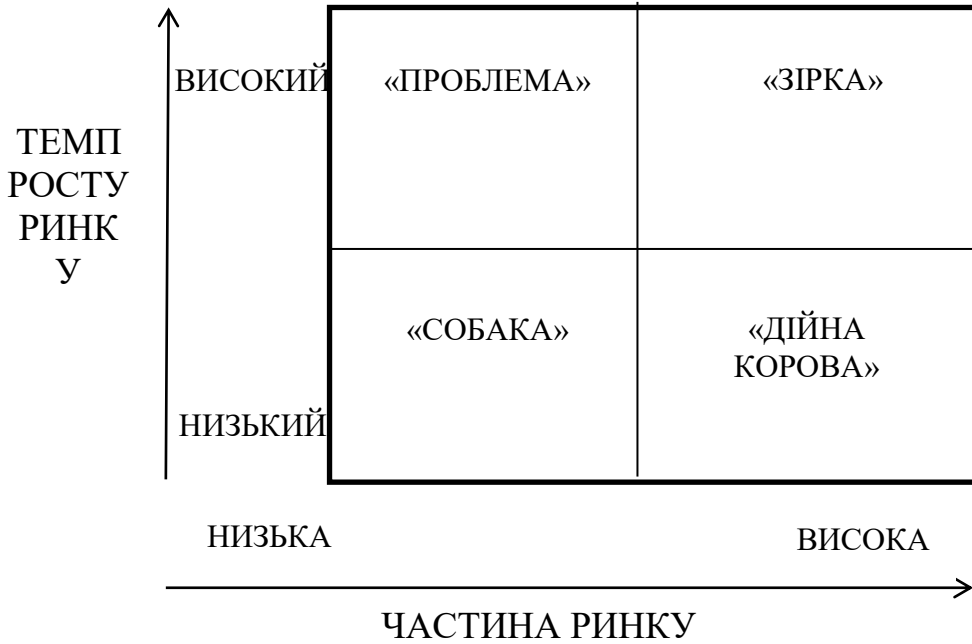 ВИСОКИЙ
«ПРОБЛЕМА»
«ЗІРКА»
ТЕМП
РОСТУ
РИНК
У
«СОБАКА»
«ДІЙНА
КОРОВА»
НИЗЬКИЙ
НИЗЬКА
ВИСОКА
ЧАСТИНА РИНКУ